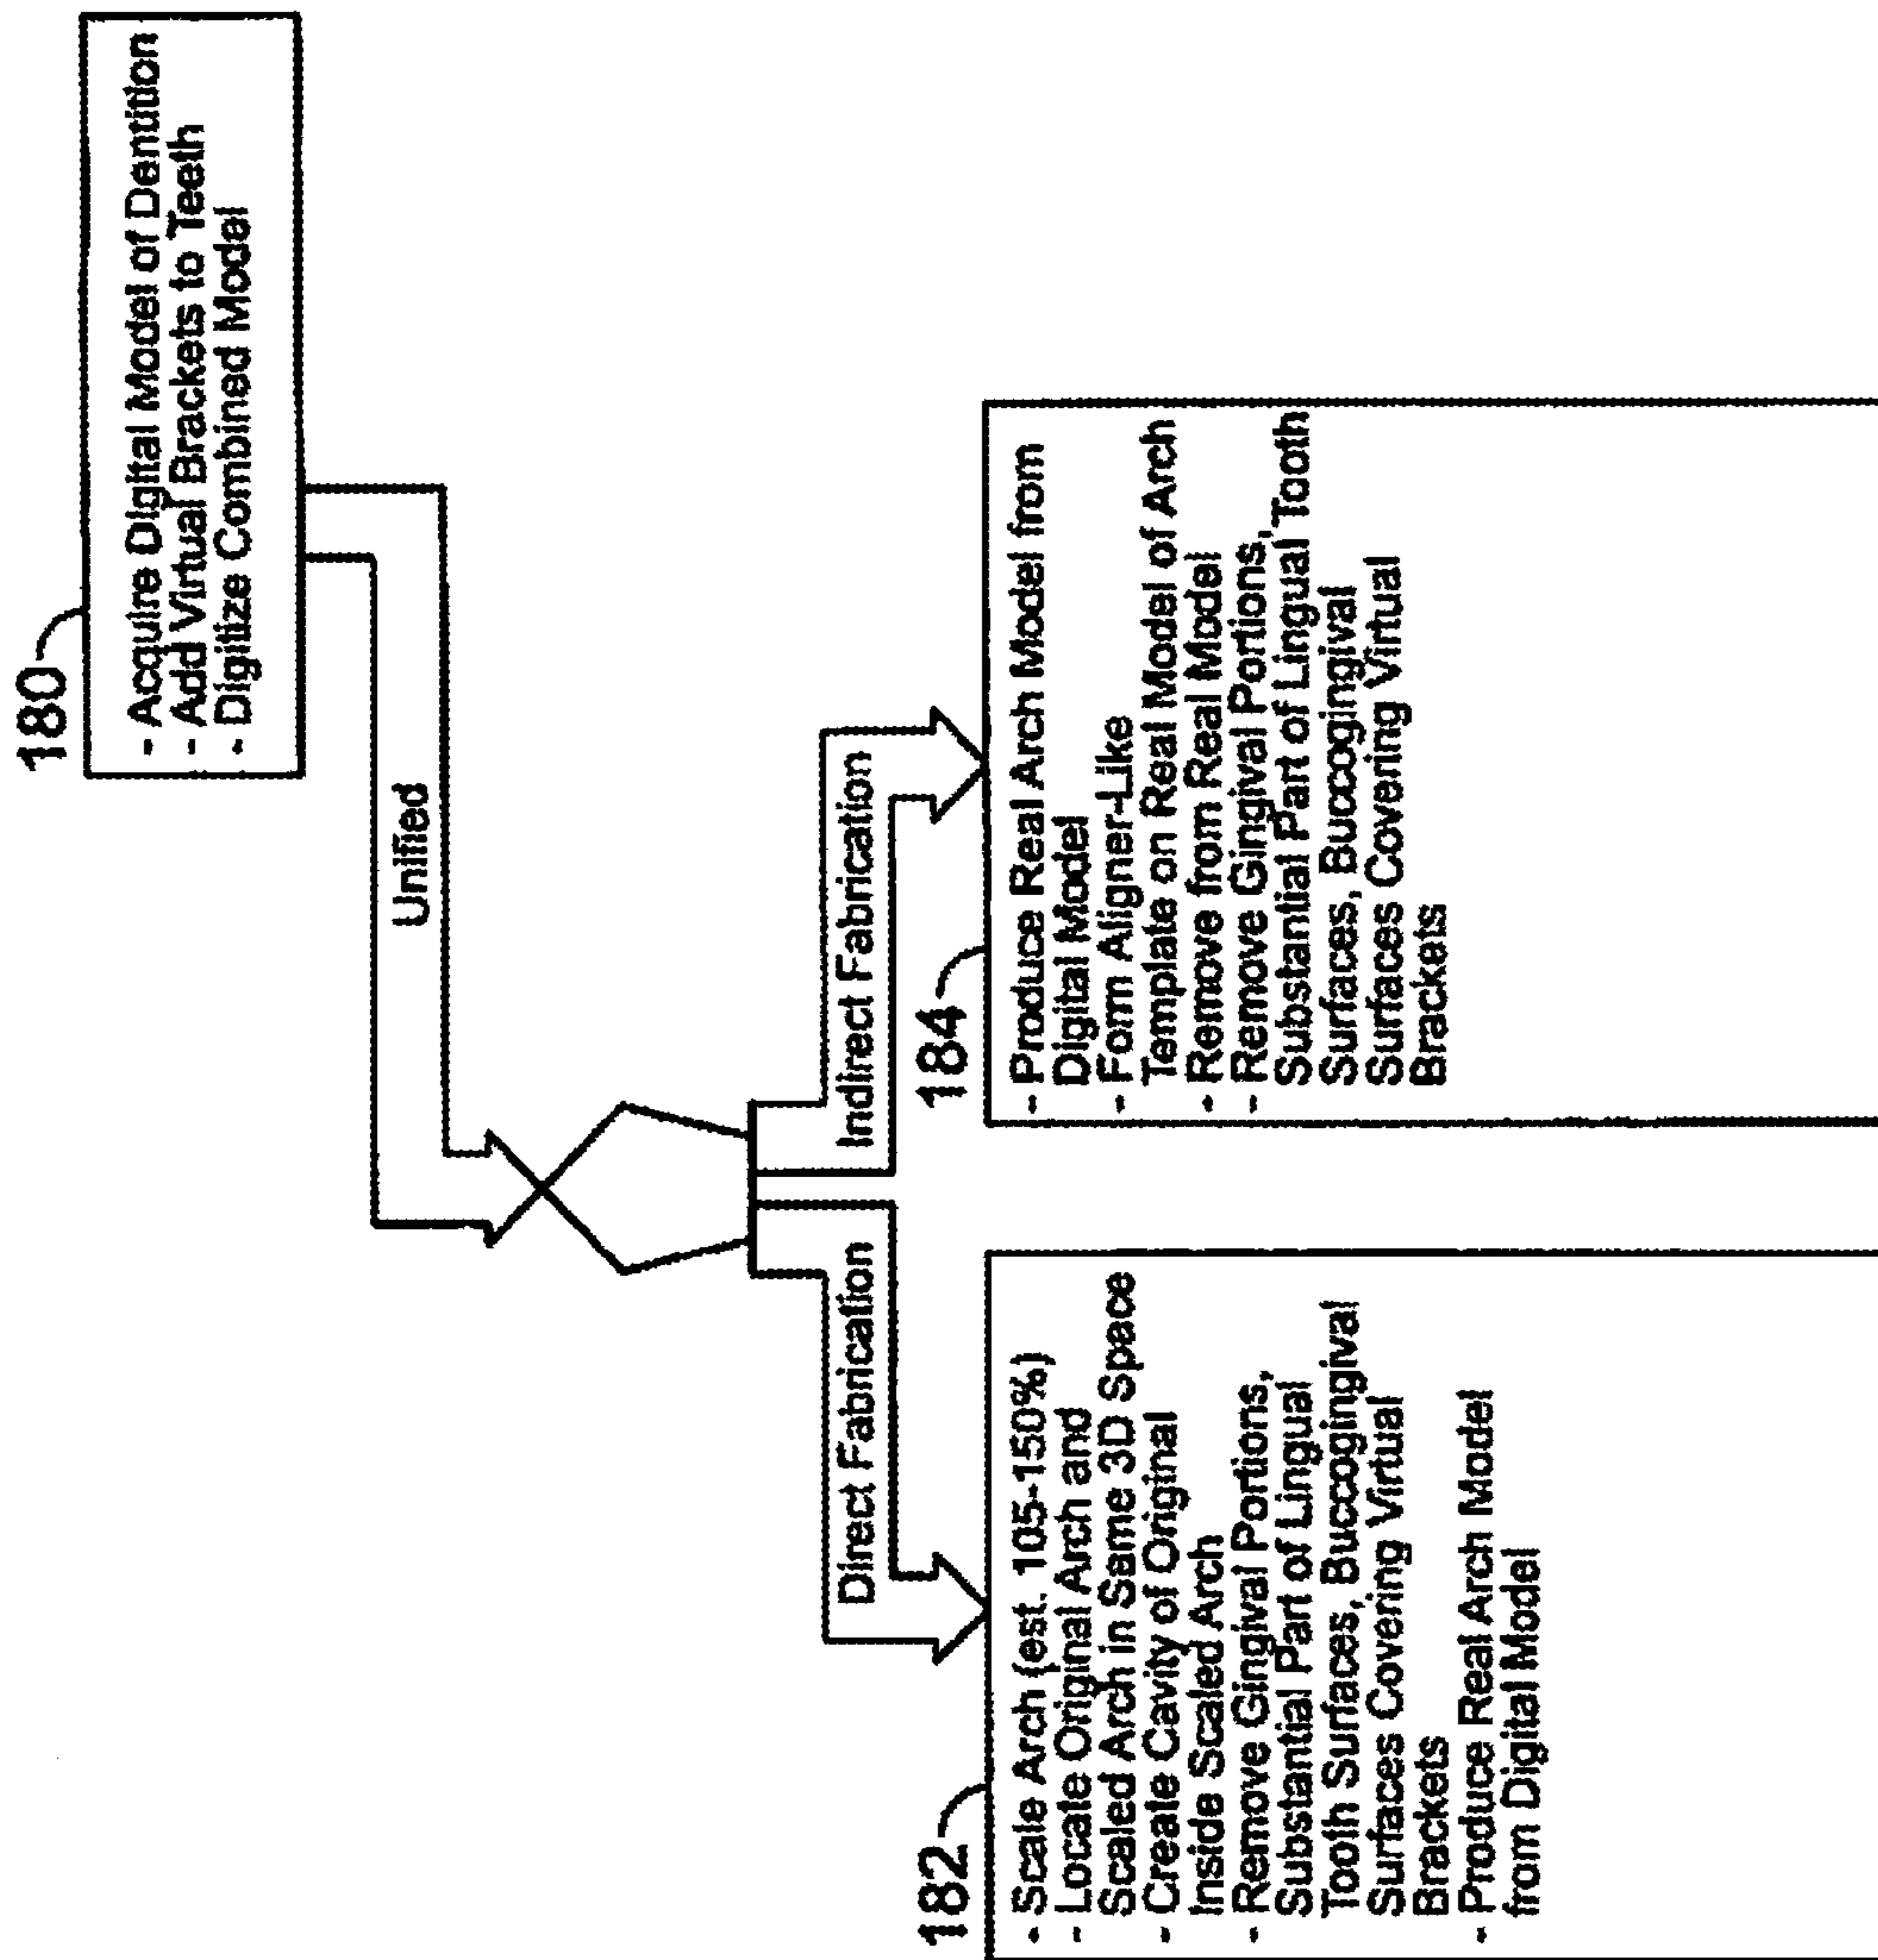 180
- Acquire Digital Model of Dentition
- Add Virtual Brackets to Teeth
- Digitize Combined Model
Unified
Direct Fabrication
Indirect Fabrication
182
- Scale Arch (est. 105-150%)
- Locate Original Arch and
Scaled Arch in Same 3D Space
- Create Cavity of Original
Inside Scaled Arch
- Remove Gingival Portions,
Substantial Part of Lingual
Tooth Surfaces, Buccogingival
Surfaces Covering Virtual
Brackets
- Produce Real Arch Model
from Digital Model
184
- Produce Real Arch Model from
Digital Model
- Form Aligner-Like
Template on Real Model of Arch
- Remove from Real Model
- Remove Gingival Portions,
Substantial Part of Lingual Tooth
Surfaces, Buccogingival
Surfaces Covering Virtual
Brackets